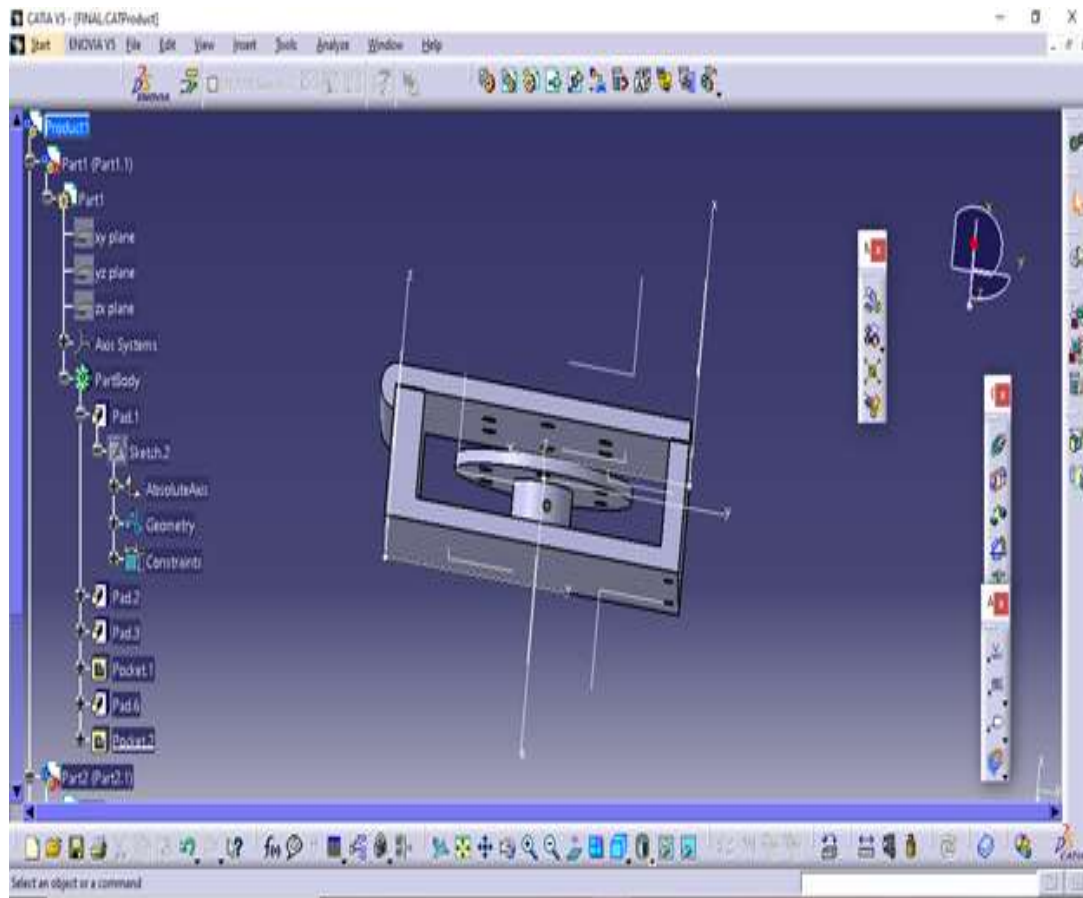 CATIA V5 - [FINAL.CATProduct]
Start ENOVIA V5 File Edit View Insert Tools Analyze Window Help
ENOVIA
Product1
Part1 (Part1.1)
Part1
xy plane
yz plane
zx plane
Axis Systems
PartBody
Pad.1
Sketch.2
AbsoluteAxis
Geometry
Constraints
Pad.2
Pad.3
Pocket.1
Pad.6
Pocket.2
Part2 (Part2.1)
Select an object or a command